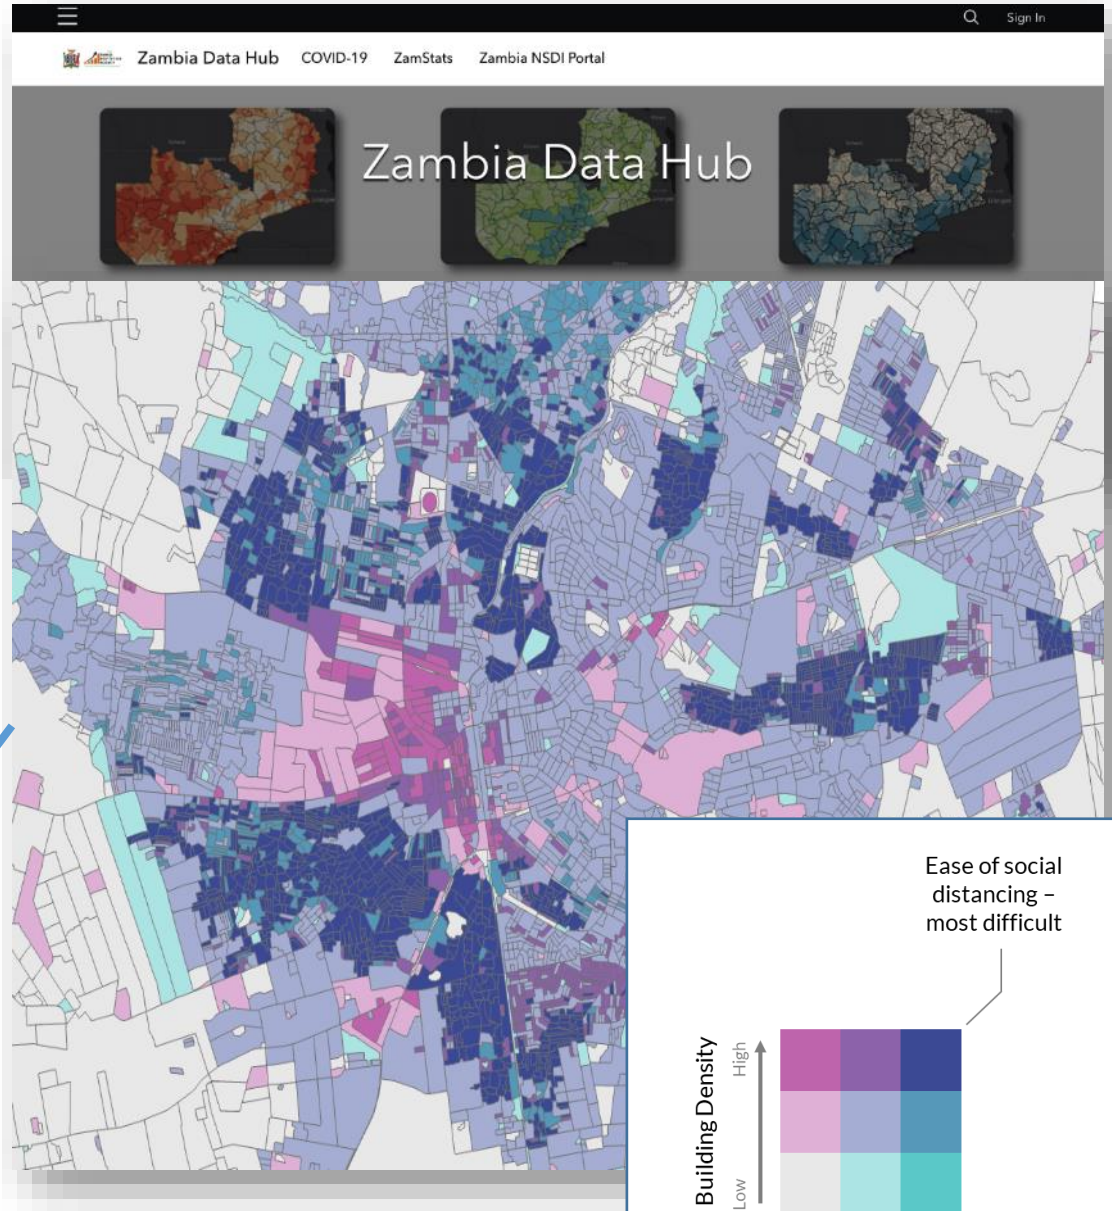 Sign In
Zambia Data Hub COVID-19 ZamStats Zambia NSDI Portal
Zambia Data Hub
Ease of social
distancing –
most difficult
Building Density
High
Low